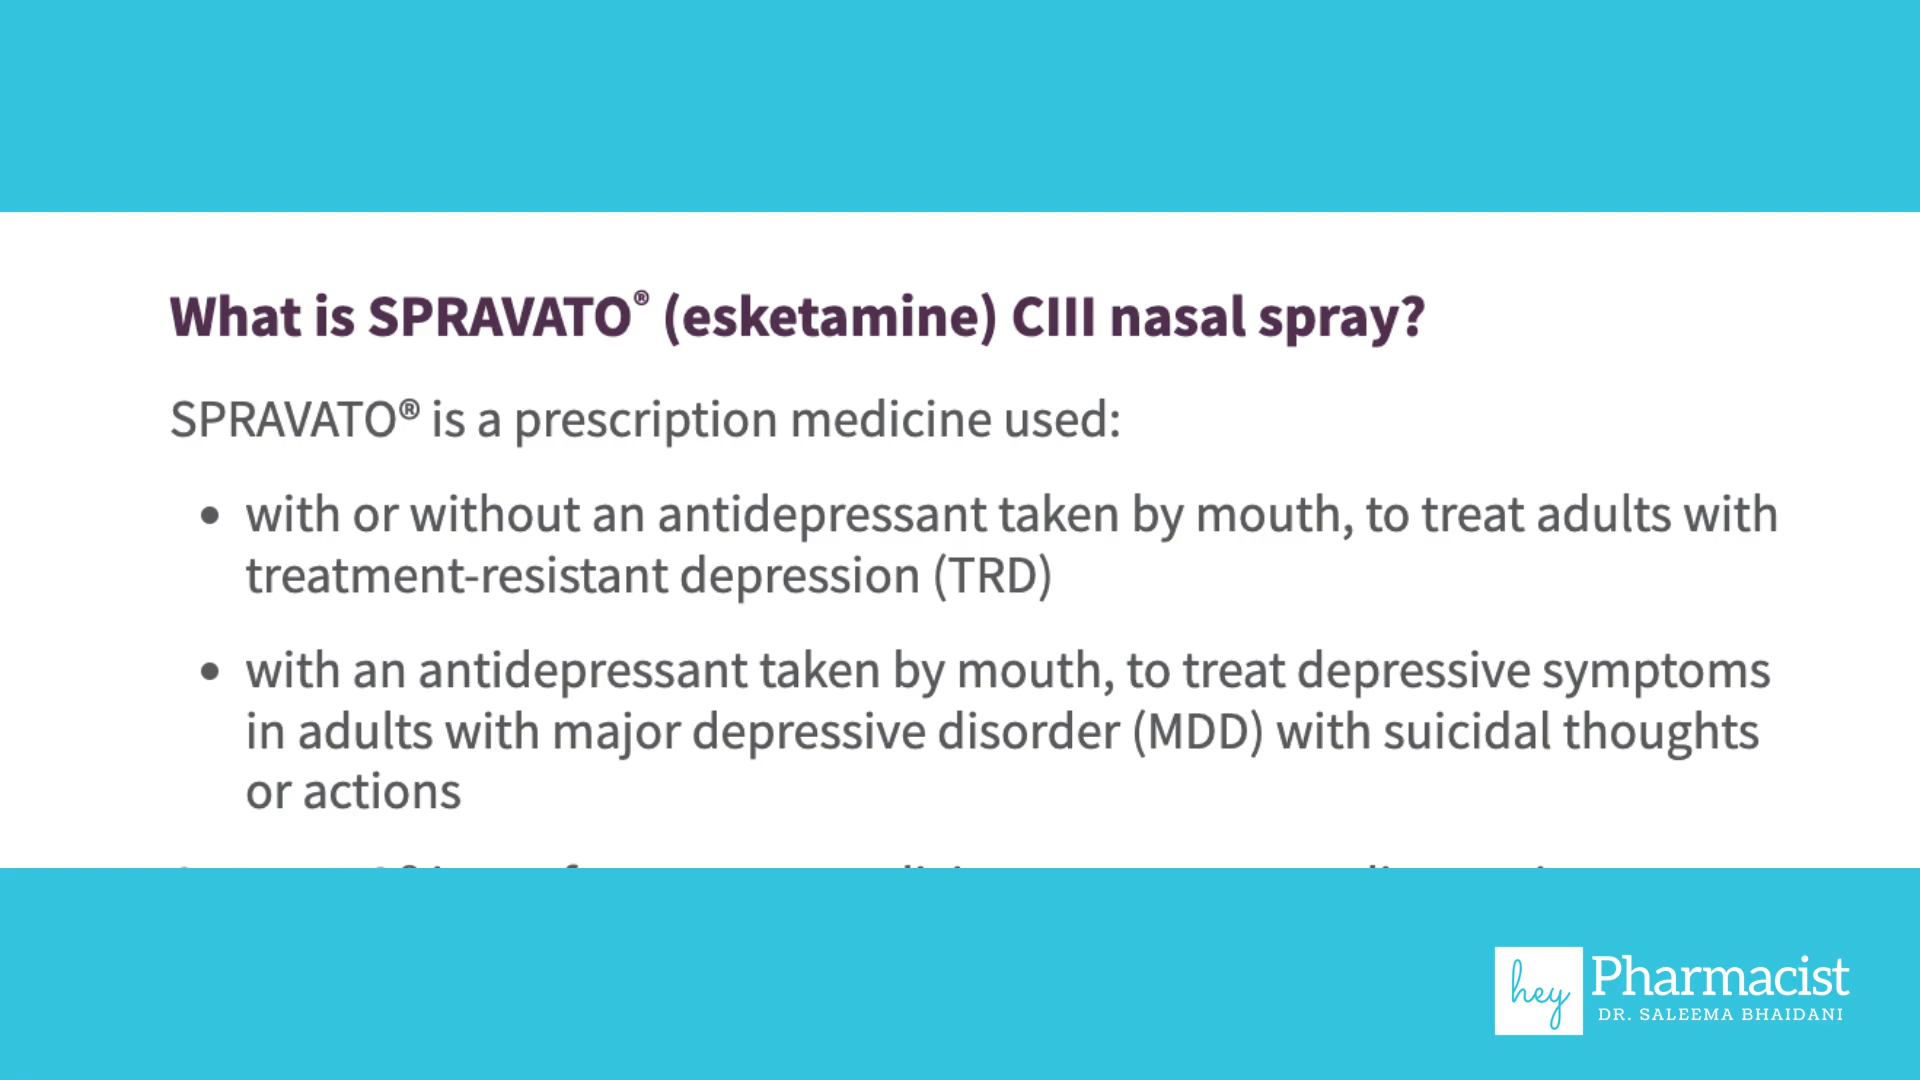 What is SPRAVATO® (esketamine) CIII nasal spray?
SPRAVATO® is a prescription medicine used:
• with or without an antidepressant taken by mouth, to treat adults with
treatment-resistant depression (TRD)
• with an antidepressant taken by mouth, to treat depressive symptoms
in adults with major depressive disorder (MDD) with suicidal thoughts
or actions
hey Pharmacist
DR. SALEEMA BHAIDANI